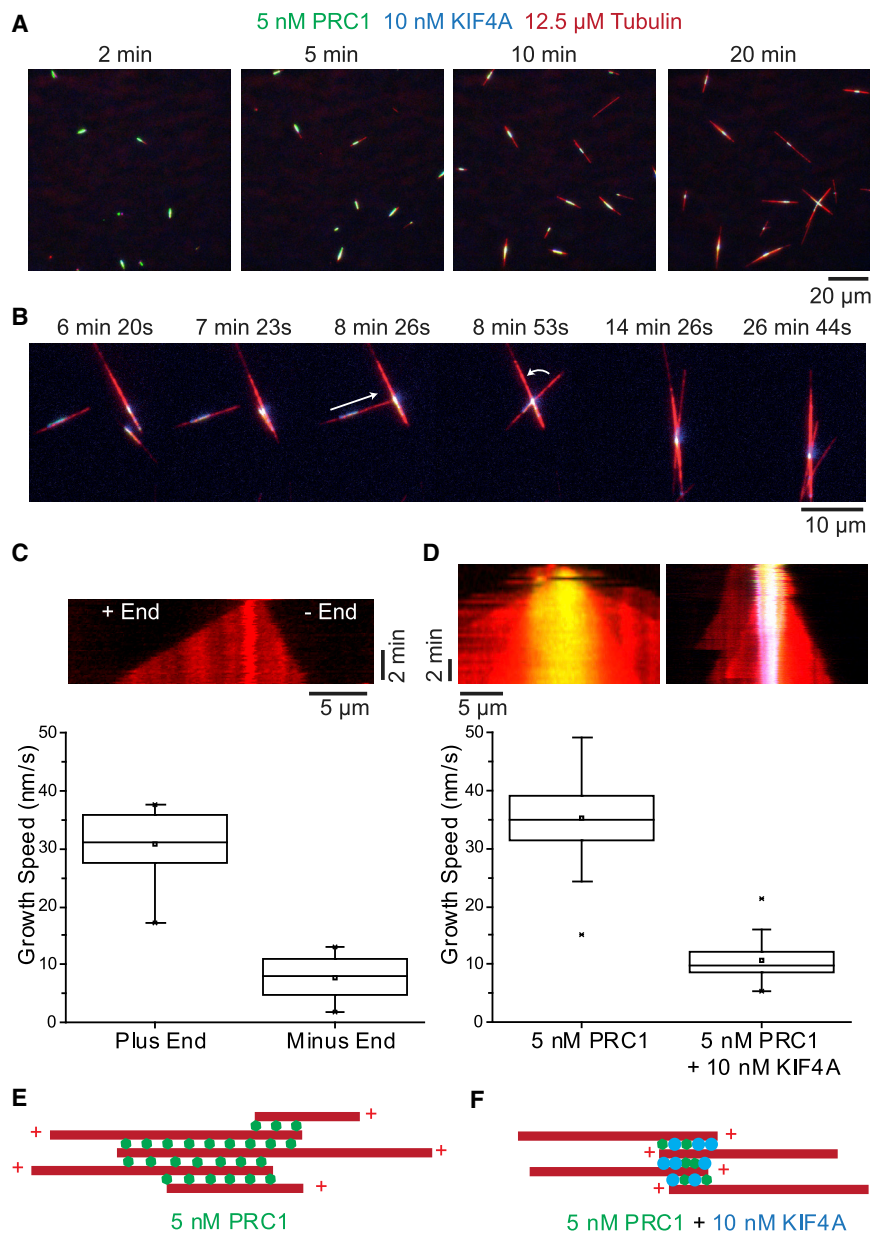 A
5 nM PRC1 10 nM KIF4A 12.5 µM Tubulin
2 min 5 min 10 min 20 min
20 µm
B
6 min 20s 7 min 23s 8 min 26s 8 min 53s 14 min 26s 26 min 44s
10 µm
C D
+ End - End
2 min
5 µm
2 min
5 µm
Growth Speed (nm/s)
50
40
30
20
10
0
Plus End Minus End
Growth Speed (nm/s)
50
40
30
20
10
0
5 nM PRC1 5 nM PRC1
+ 10 nM KIF4A
E
+
+
+
+
+
5 nM PRC1
F
+
+
+
+
5 nM PRC1 + 10 nM KIF4A